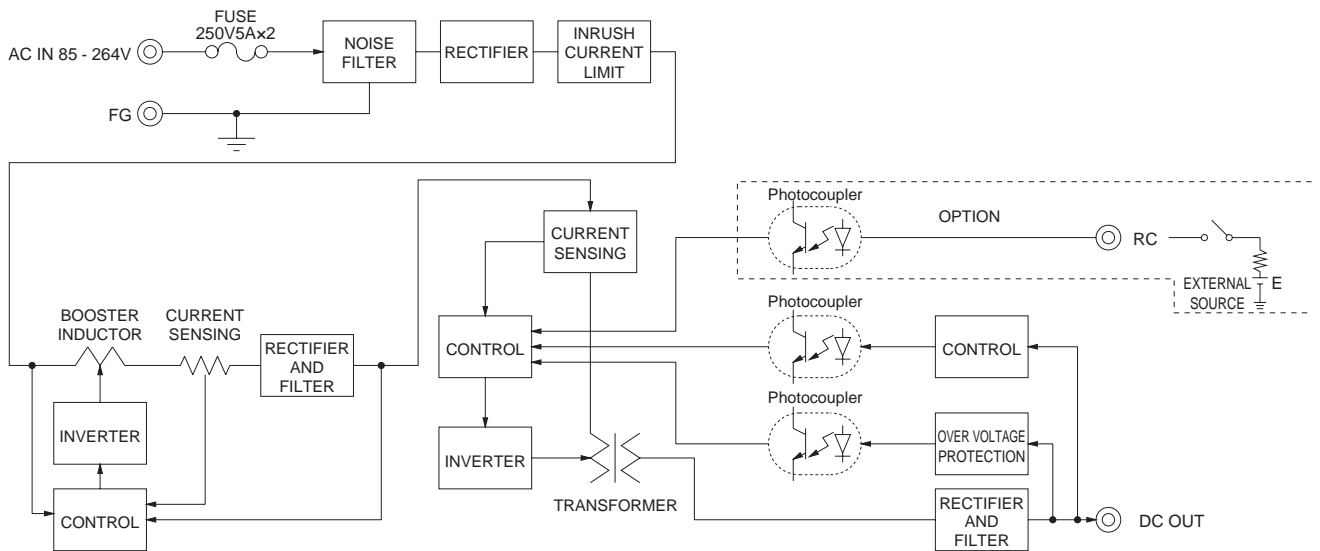 FUSE
250V5A×2
AC IN 85 - 264V
NOISE
FILTER
RECTIFIER
INRUSH
CURRENT
LIMIT
FG
Photocoupler
OPTION
RC
EXTERNAL
SOURCE
E
CURRENT
SENSING
BOOSTER
INDUCTOR
CURRENT
SENSING
RECTIFIER
AND
FILTER
CONTROL
Photocoupler
CONTROL
INVERTER
INVERTER
Photocoupler
OVER VOLTAGE
PROTECTION
TRANSFORMER
CONTROL
RECTIFIER
AND
FILTER
DC OUT